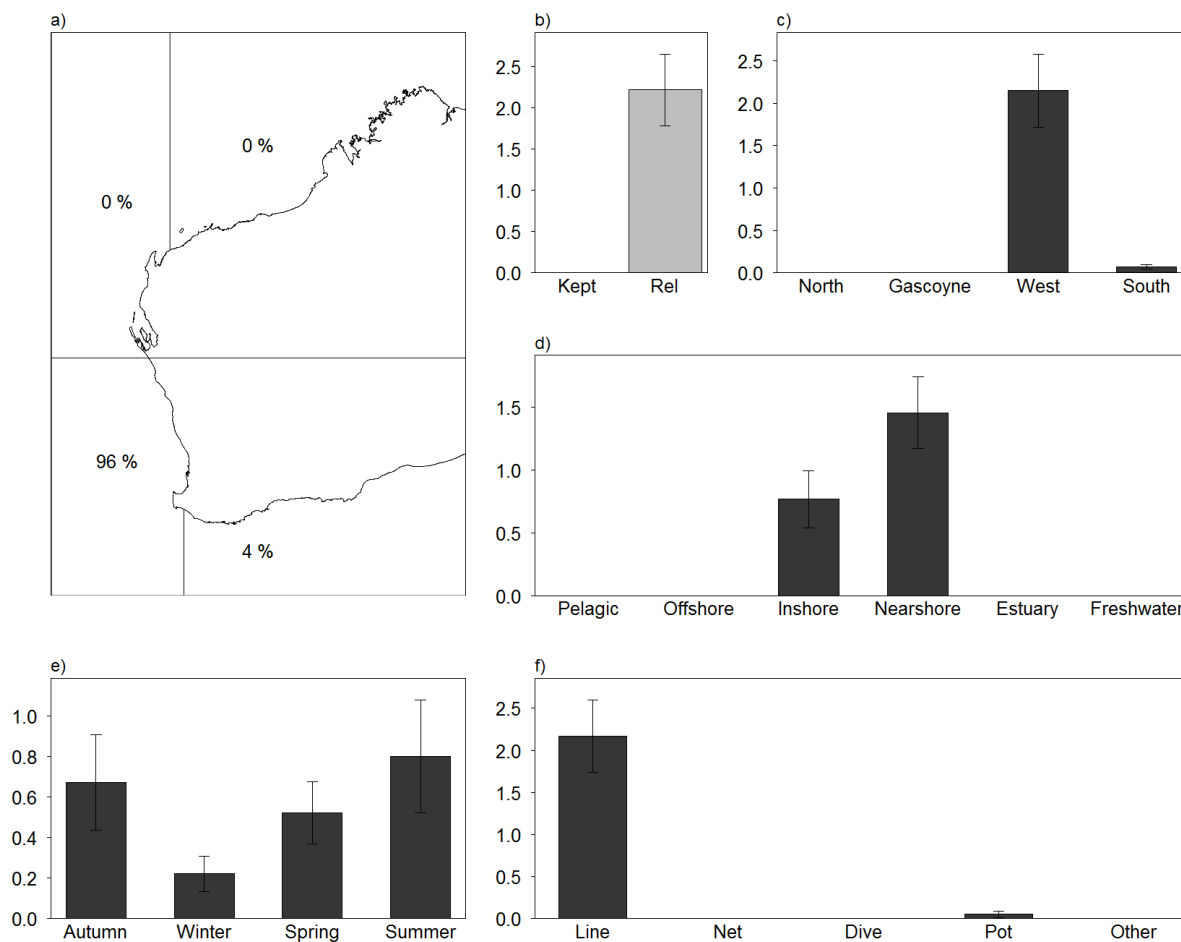 a)
0 %
0 %
96 %
4 %
b)
2.5
2.0
1.5
1.0
0.5
0.0
Kept Rel
c)
2.5
2.0
1.5
1.0
0.5
0.0
North Gascoyne West South
d)
1.5
1.0
0.5
0.0
Pelagic Offshore Inshore Nearshore Estuary Freshwater
e)
1.0
0.8
0.6
0.4
0.2
0.0
Autumn Winter Spring Summer
f)
2.5
2.0
1.5
1.0
0.5
0.0
Line Net Dive Pot Other